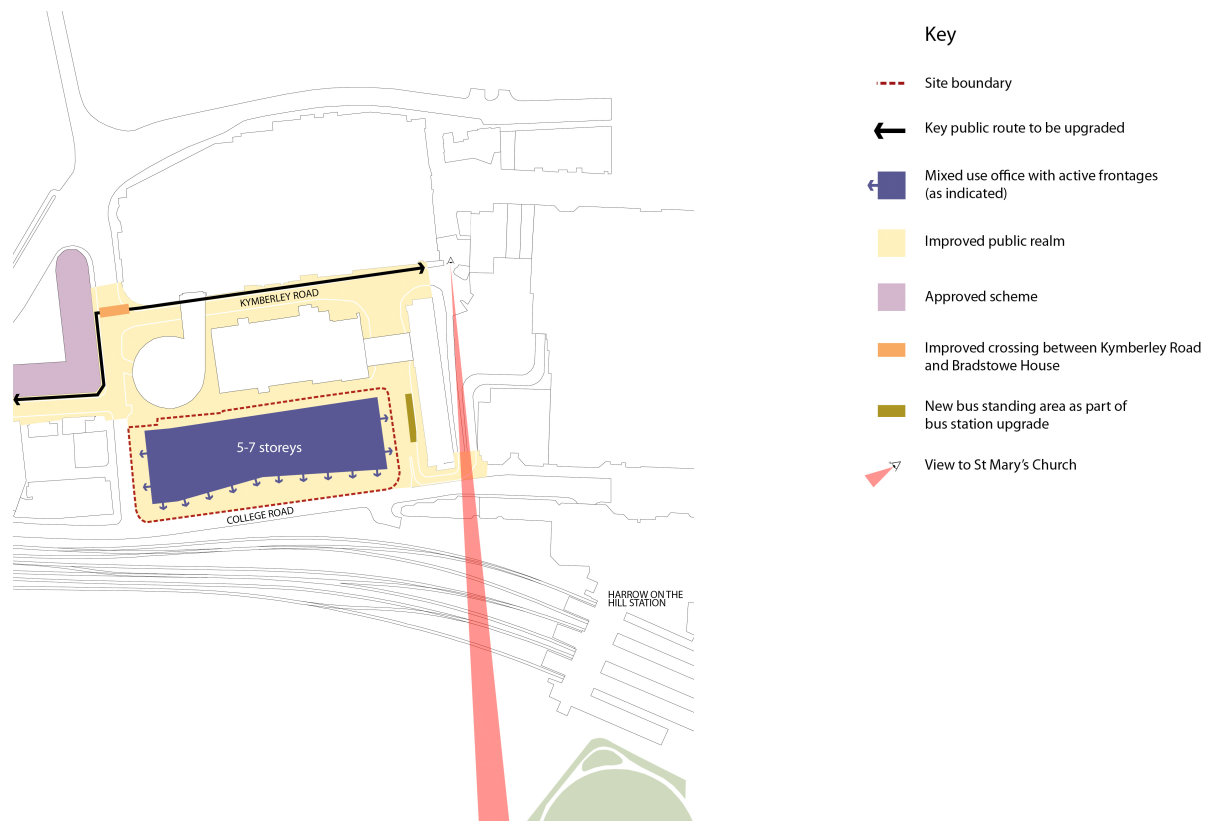 KYMBERLEY ROAD
5-7 storeys
COLLEGE ROAD
HARROW ON THE
HILL STATION
Key
Site boundary
Key public route to be upgraded
Mixed use office with active frontages
(as indicated)
Improved public realm
Approved scheme
Improved crossing between Kymberley Road
and Bradstowe House
New bus standing area as part of
bus station upgrade
View to St Mary's Church